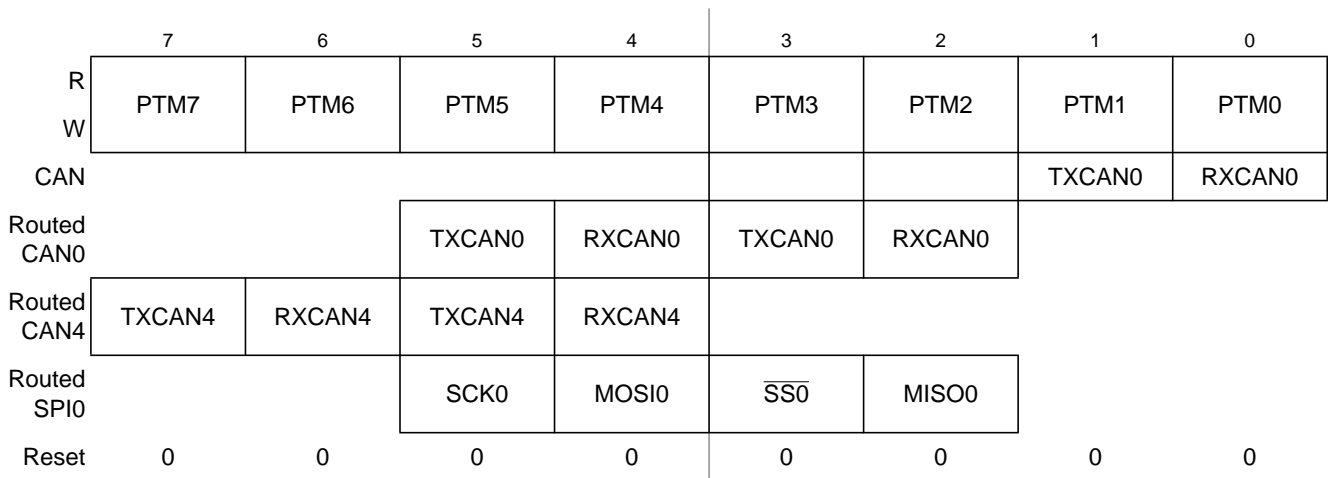 7 6 5 4 3 2 1 0
R
PTM7 PTM6 PTM5 PTM4 PTM3 PTM2 PTM1 PTM0
W
CAN TXCAN0 RXCAN0
Routed
CAN0 TXCAN0 RXCAN0 TXCAN0 RXCAN0
Routed
CAN4 TXCAN4 RXCAN4 TXCAN4 RXCAN4
Routed
SPI0 SCK0 MOSI0 S̅S̅0̅ MISO0
Reset 0 0 0 0 0 0 0 0